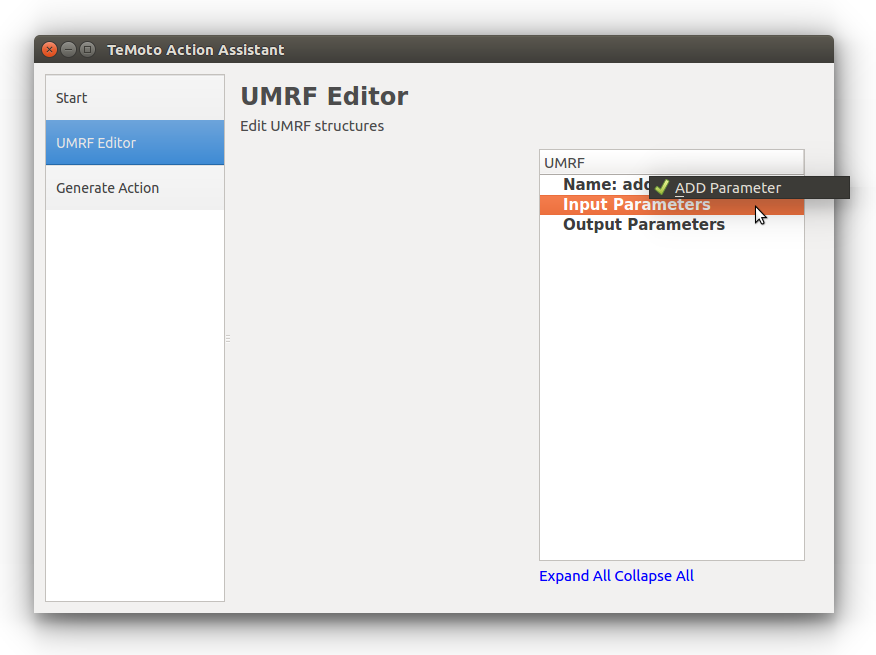 TeMoto Action Assistant
Start
UMRF Editor
Generate Action
UMRF Editor
Edit UMRF structures
UMRF
Name: add
ADD Parameter
Input Parameters
Output Parameters
Expand All Collapse All